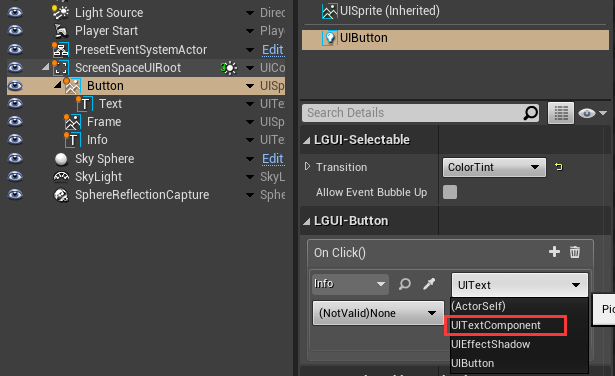 Light Source Direc
Player Start Player
PresetEventSystemActor Edit
ScreenSpaceUIRoot UICo
Button UISp
Text UITe
Frame UISp
Info UITe
Sky Sphere Edit
SkyLight SkyL
SphereReflectionCapture Sphe
UISprite (Inherited)
UIButton
Search Details
LGUI-Selectable
Transition ColorTint
Allow Event Bubble Up
LGUI-Button
On Click()
Info UIText
(NotValid)None
(ActorSelf)
UITextComponent
UIEffectShadow
UIButton
Pic